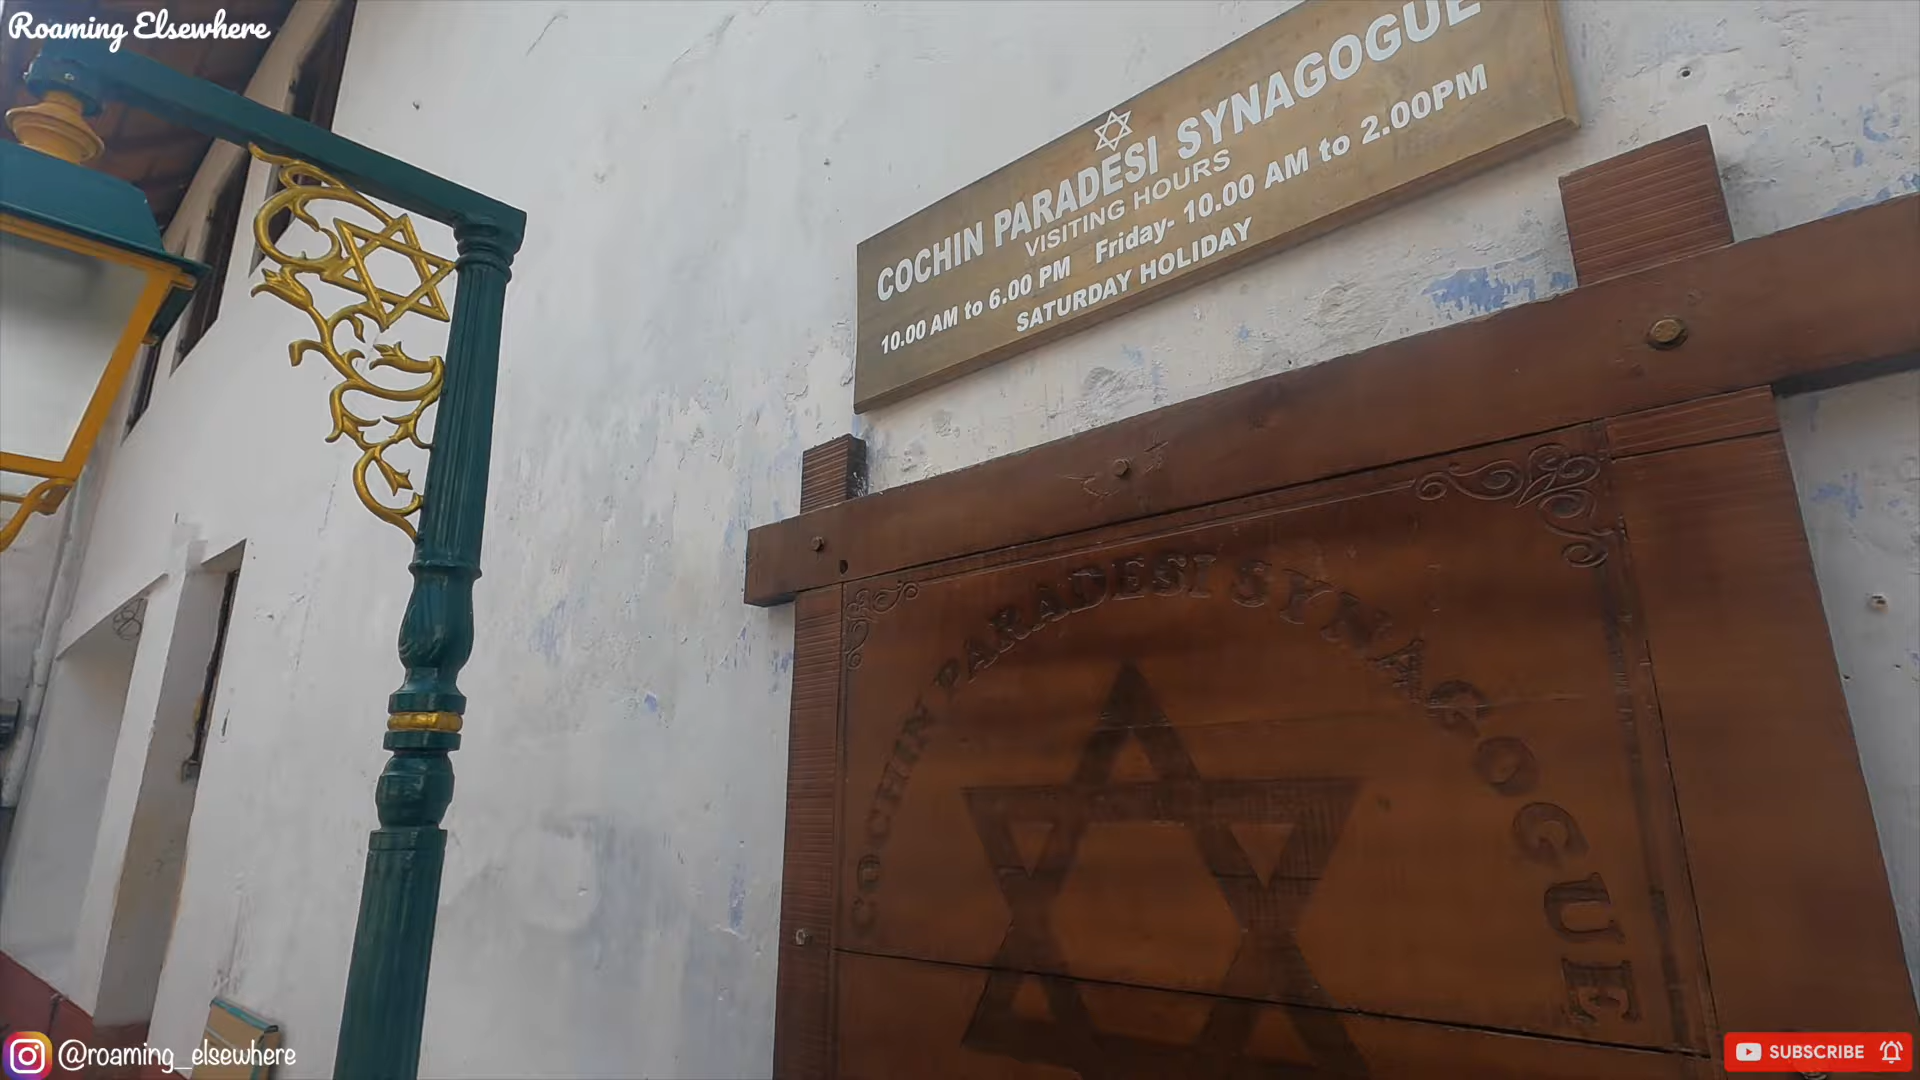 Roaming Elsewhere
COCHIN PARADESI SYNAGOGUE
VISITING HOURS
10.00 AM to 6.00 PM Friday- 10.00 AM to 2.00PM
SATURDAY HOLIDAY
COCHIN PARADESI SYNAGOGUE
@roaming_elsewhere
SUBSCRIBE